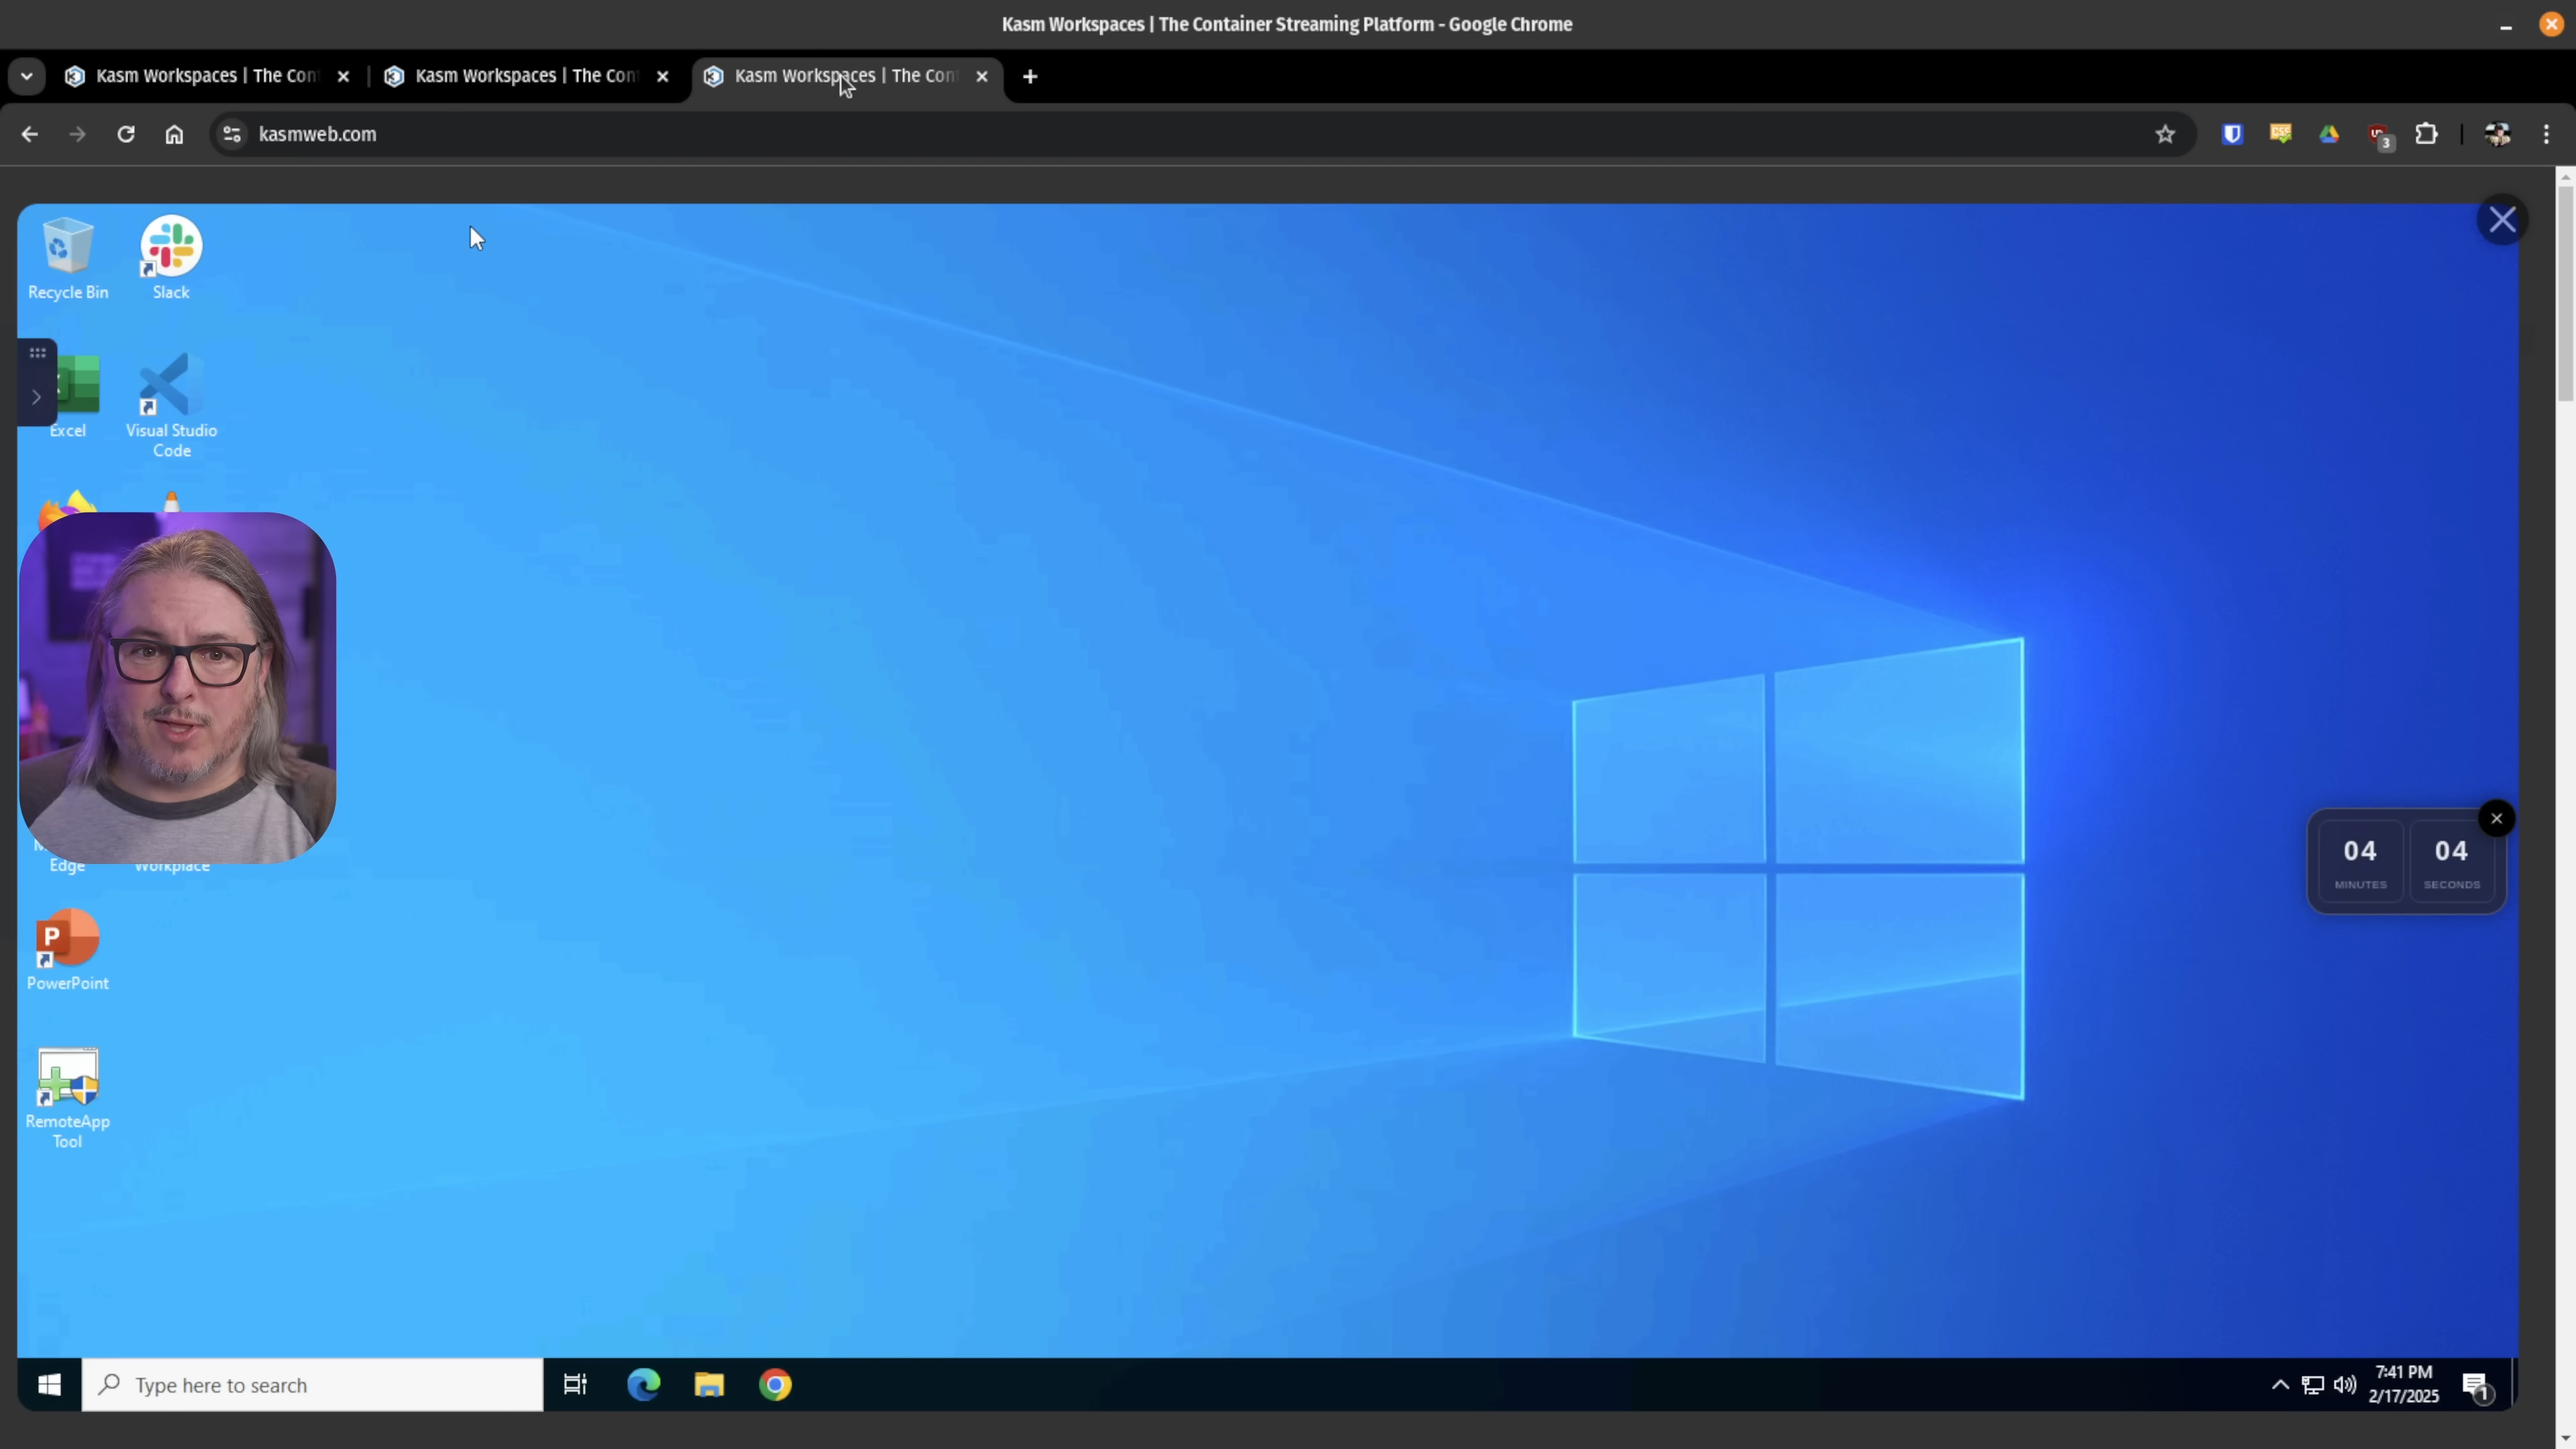 Kasm Workspaces | The Container Streaming Platform - Google Chrome
Kasm Workspaces | The Con
Kasm Workspaces | The Con
Kasm Workspaces | The Con
kasmweb.com
3
Recycle Bin
Slack
Excel
Visual Studio
Code
Edge
Workplace
04
04
MINUTES
SECONDS
P
PowerPoint
RemoteApp
Tool
Type here to search
7:41 PM
2/17/2025
1